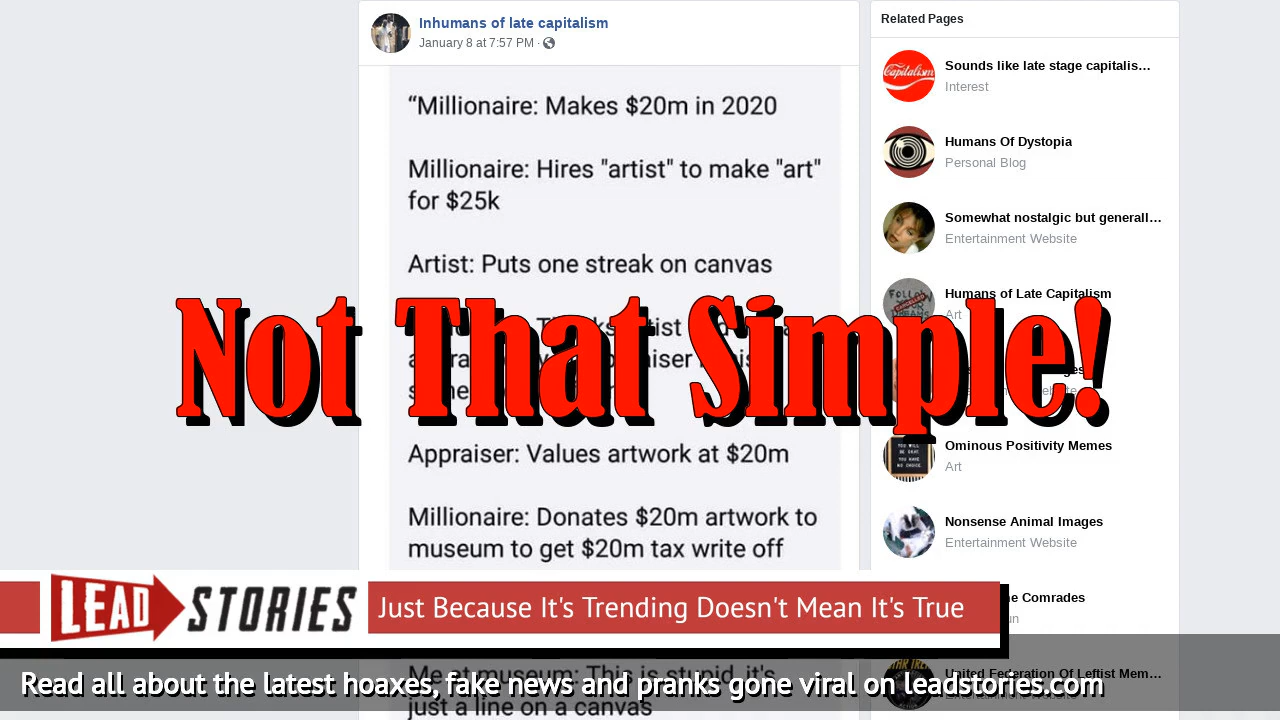 Inhumans of late capitalism
January 8 at 7:57 PM ·
“Millionaire: Makes $20m in 2020
Millionaire: Hires "artist" to make "art"
for $25k
Artist: Puts one streak on canvas
Not That Simple!
Appraiser: Values artwork at $20m
Millionaire: Donates $20m artwork to
museum to get $20m tax write off
Me at museum: This is stupid, it's
just a line on a canvas
Related Pages
Capitalism
Sounds like late stage capitalis...
Interest
Humans Of Dystopia
Personal Blog
Somewhat nostalgic but generall...
Entertainment Website
Humans of Late Capitalism
Art
Ominous Positivity Memes
Art
Nonsense Animal Images
Entertainment Website
Comrades
United Federation Of Leftist Mem...
LEAD STORIES
Just Because It's Trending Doesn't Mean It's True
Read all about the latest hoaxes, fake news and pranks gone viral on leadstories.com